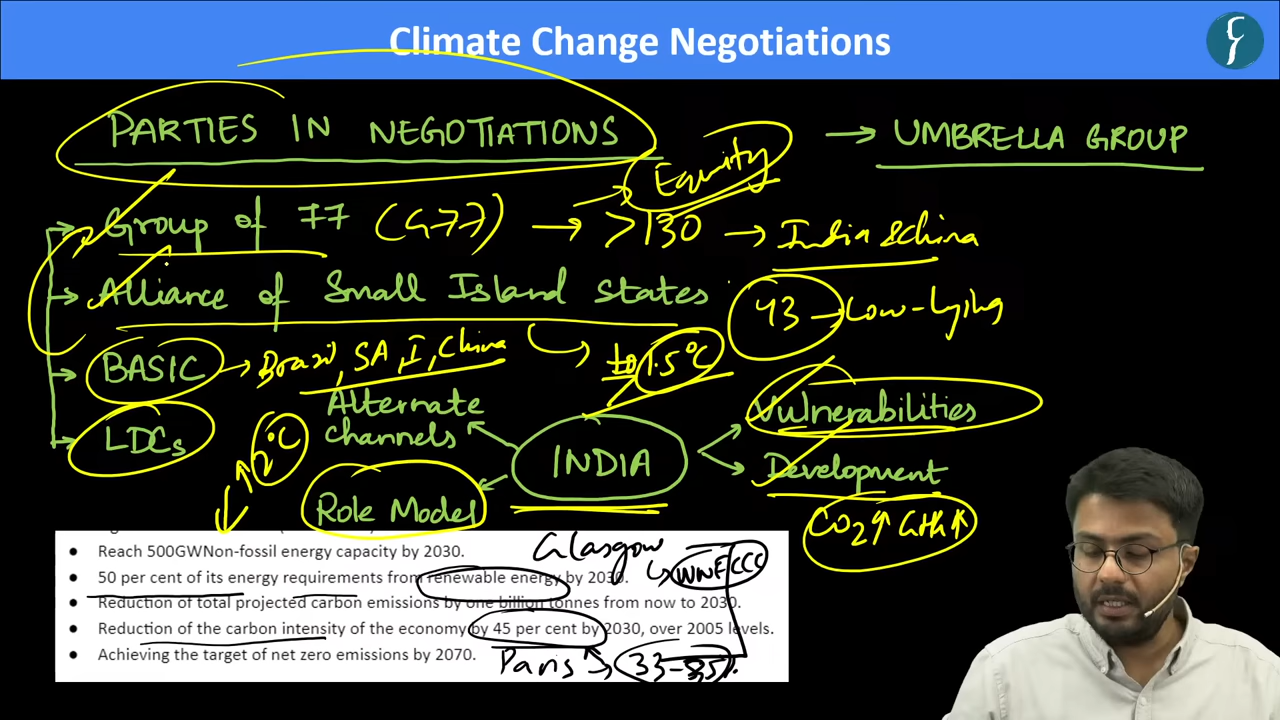 Climate Change Negotiations
PARTIES IN NEGOTIATIONS
→ UMBRELLA GROUP
Equity
Group of 77 (G77) → >130 → India & China
Alliance of Small Island States
43 → Low-lying
BASIC → Brazil, SA, I, China
to 1.5°C
Alternate channels
Vulnerabilities
LDCs
2°C
INDIA
Development
Role Model
CO2↑ GHG↑
• Reach 500GWNon-fossil energy capacity by 2030.
Glasgow
• 50 per cent of its energy requirements from renewable energy by 2030.
• Reduction of total projected carbon emissions by one billion tonnes from now to 2030.
• Reduction of the carbon intensity of the economy by 45 per cent by 2030, over 2005 levels.
• Achieving the target of net zero emissions by 2070.
Paris → 33-35%